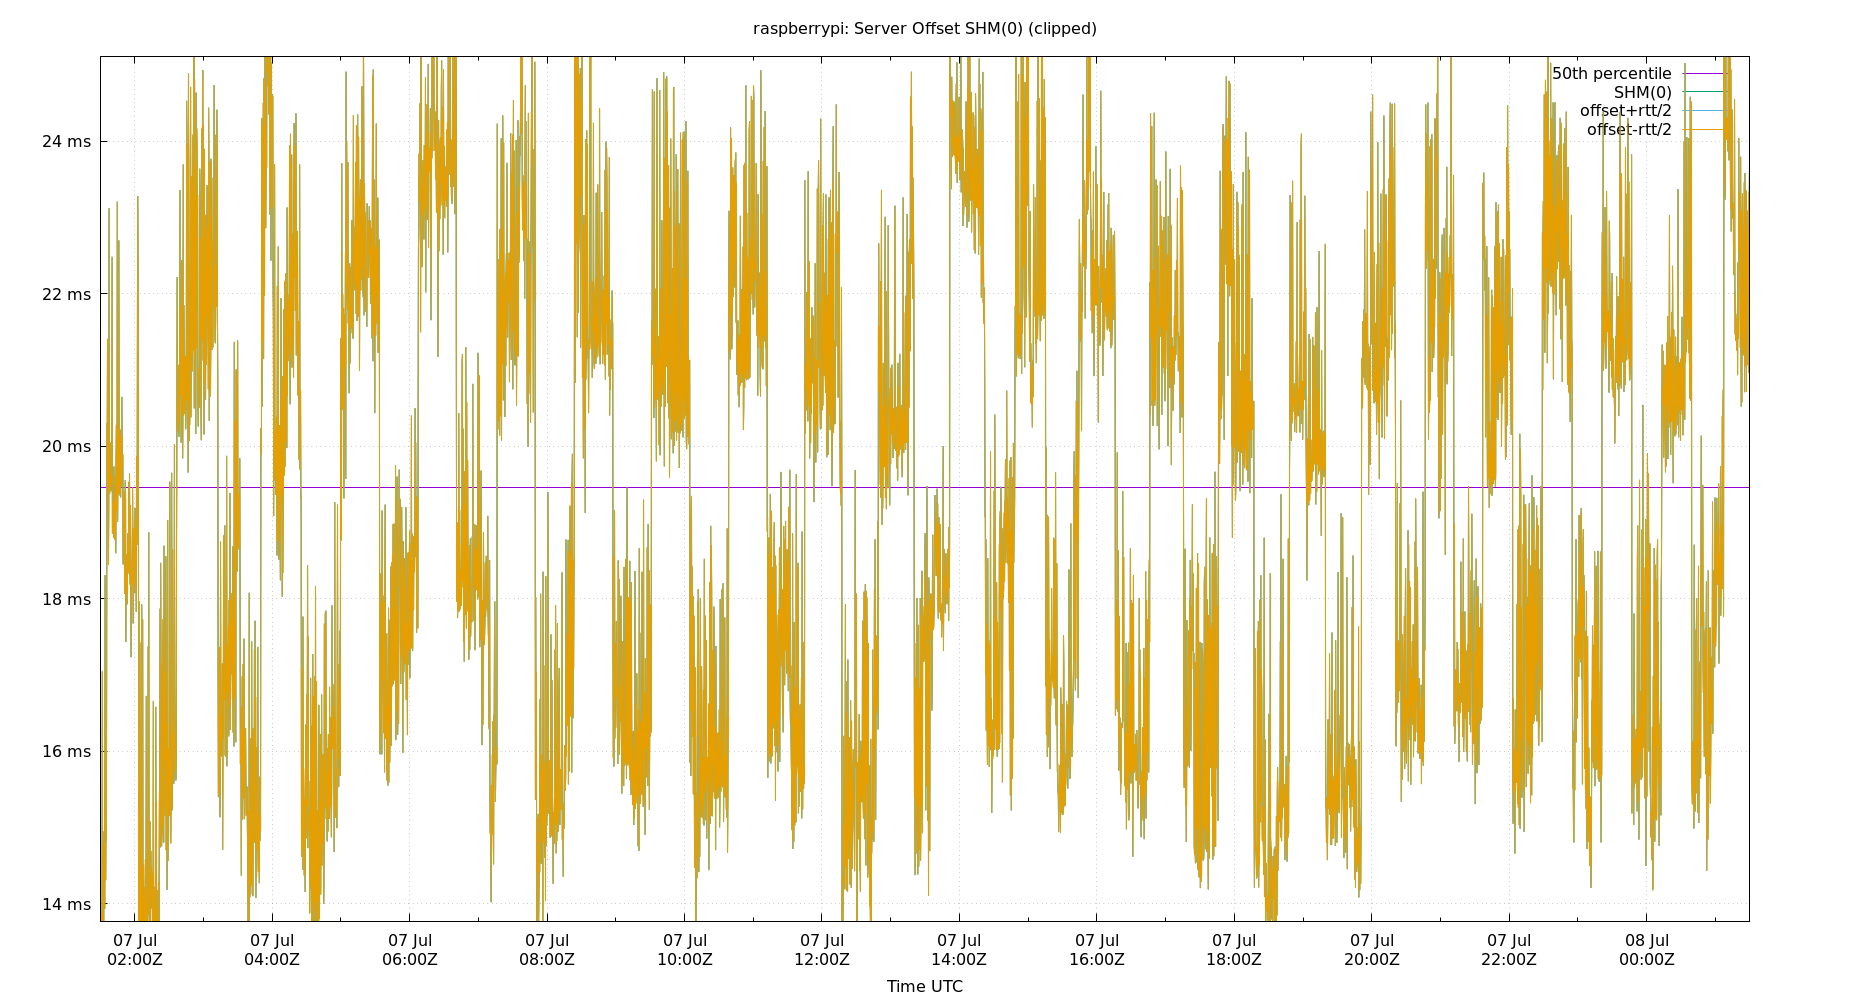 raspberrypi: Server Offset SHM(0) (clipped)
50th percentile
SHM(0)
offset+rtt/2
offset-rtt/2
24 ms
22 ms
20 ms
18 ms
16 ms
14 ms
07 Jul 07 Jul 07 Jul 07 Jul 07 Jul 07 Jul 07 Jul 07 Jul 07 Jul 07 Jul 07 Jul 08 Jul
02:00Z 04:00Z 06:00Z 08:00Z 10:00Z 12:00Z 14:00Z 16:00Z 18:00Z 20:00Z 22:00Z 00:00Z
Time UTC